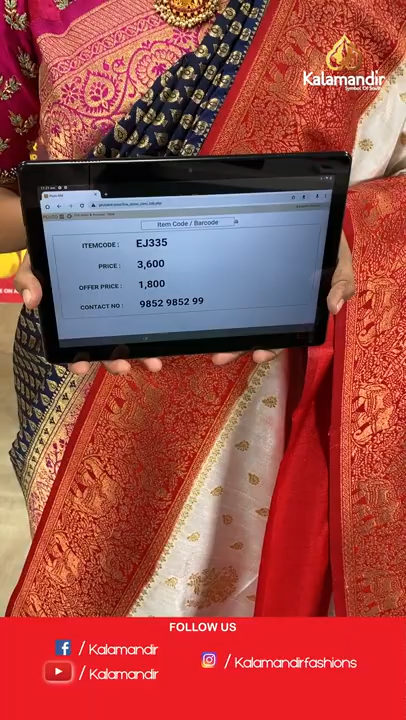 Kalamandir
Symbol Of South
Item Code / Barcode
ITEMCODE : EJ335
PRICE : 3,600
OFFER PRICE : 1,800
CONTACT NO : 9852 9852 99
FOLLOW US
/ Kalamandir
/ Kalamandir
/ Kalamandirfashions